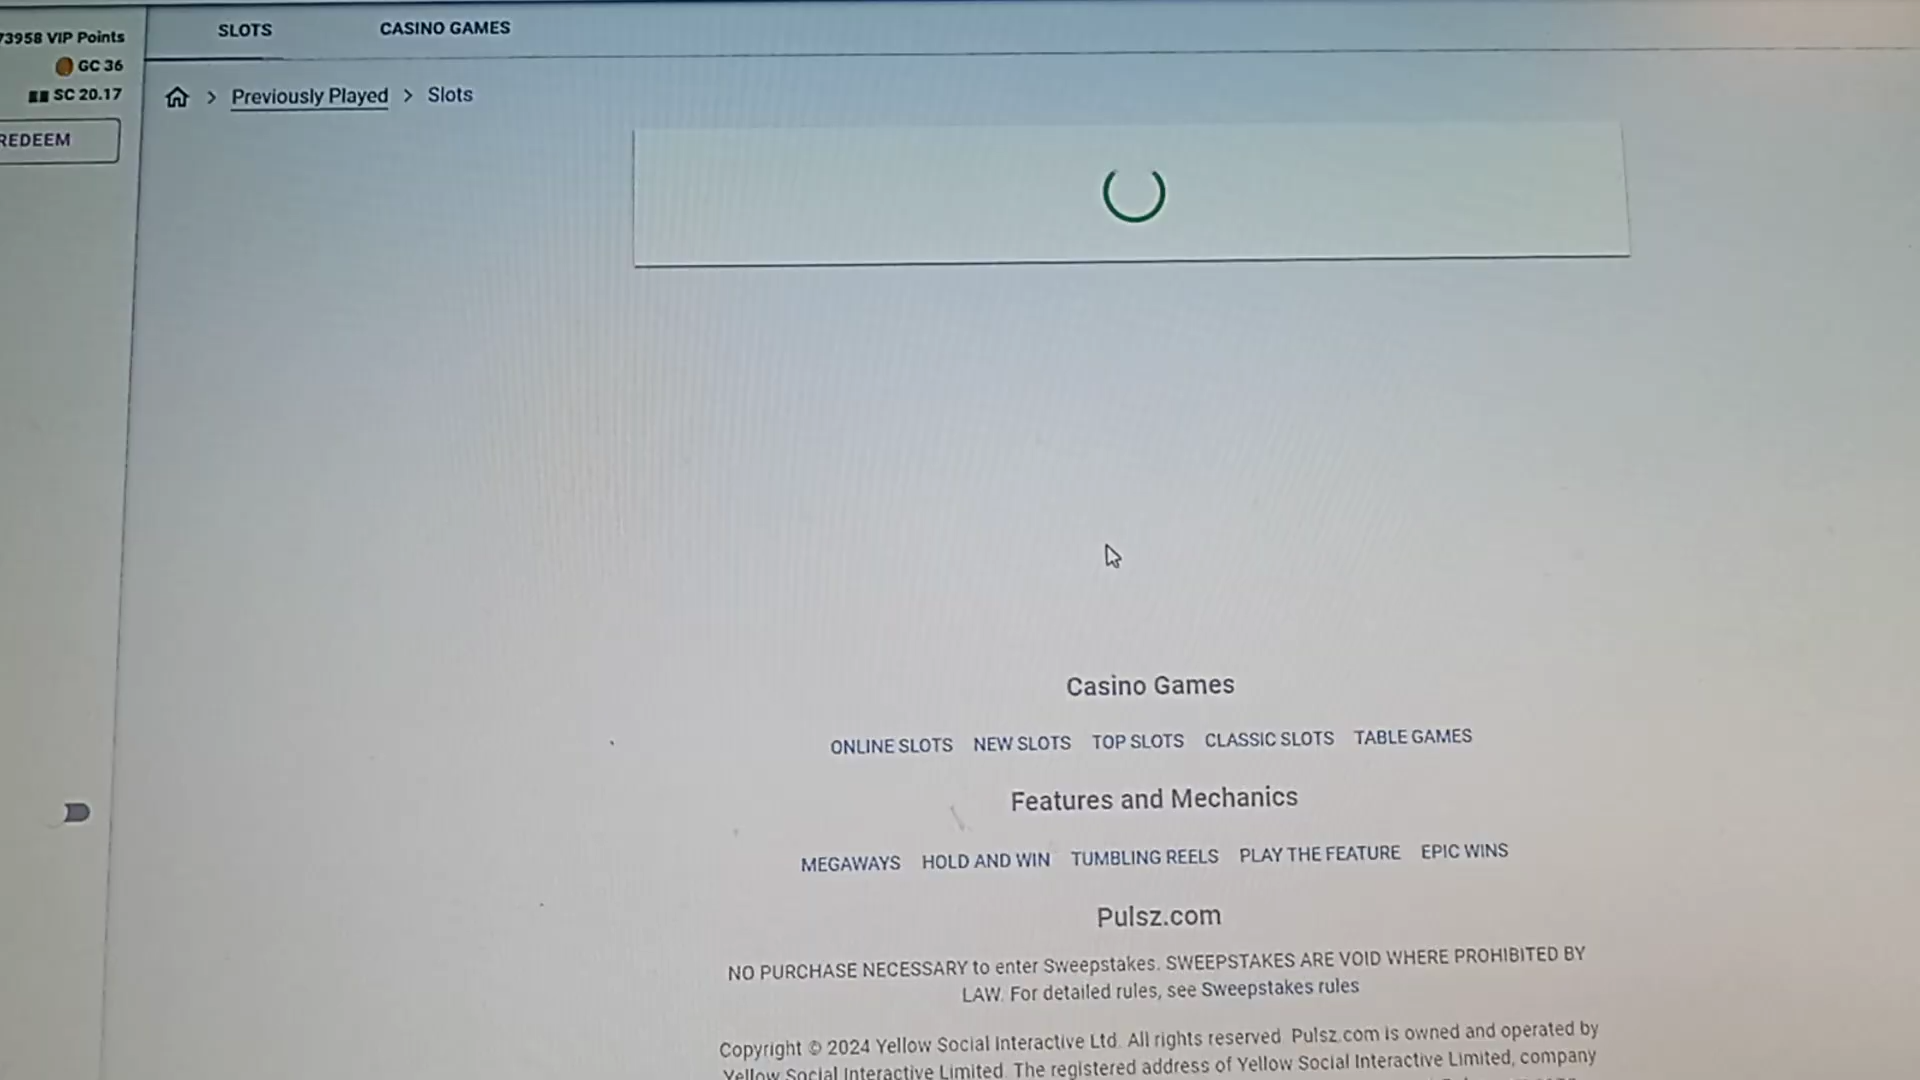 73958 VIP Points
GC 36
SC 20.17
REDEEM
SLOTS CASINO GAMES
> Previously Played > Slots
Casino Games
ONLINE SLOTS NEW SLOTS TOP SLOTS CLASSIC SLOTS TABLE GAMES
Features and Mechanics
MEGAWAYS HOLD AND WIN TUMBLING REELS PLAY THE FEATURE EPIC WINS
Pulsz.com
NO PURCHASE NECESSARY to enter Sweepstakes. SWEEPSTAKES ARE VOID WHERE PROHIBITED BY
LAW. For detailed rules, see Sweepstakes rules
Copyright © 2024 Yellow Social Interactive Ltd. All rights reserved. Pulsz.com is owned and operated by
Yellow Social Interactive Limited. The registered address of Yellow Social Interactive Limited, company